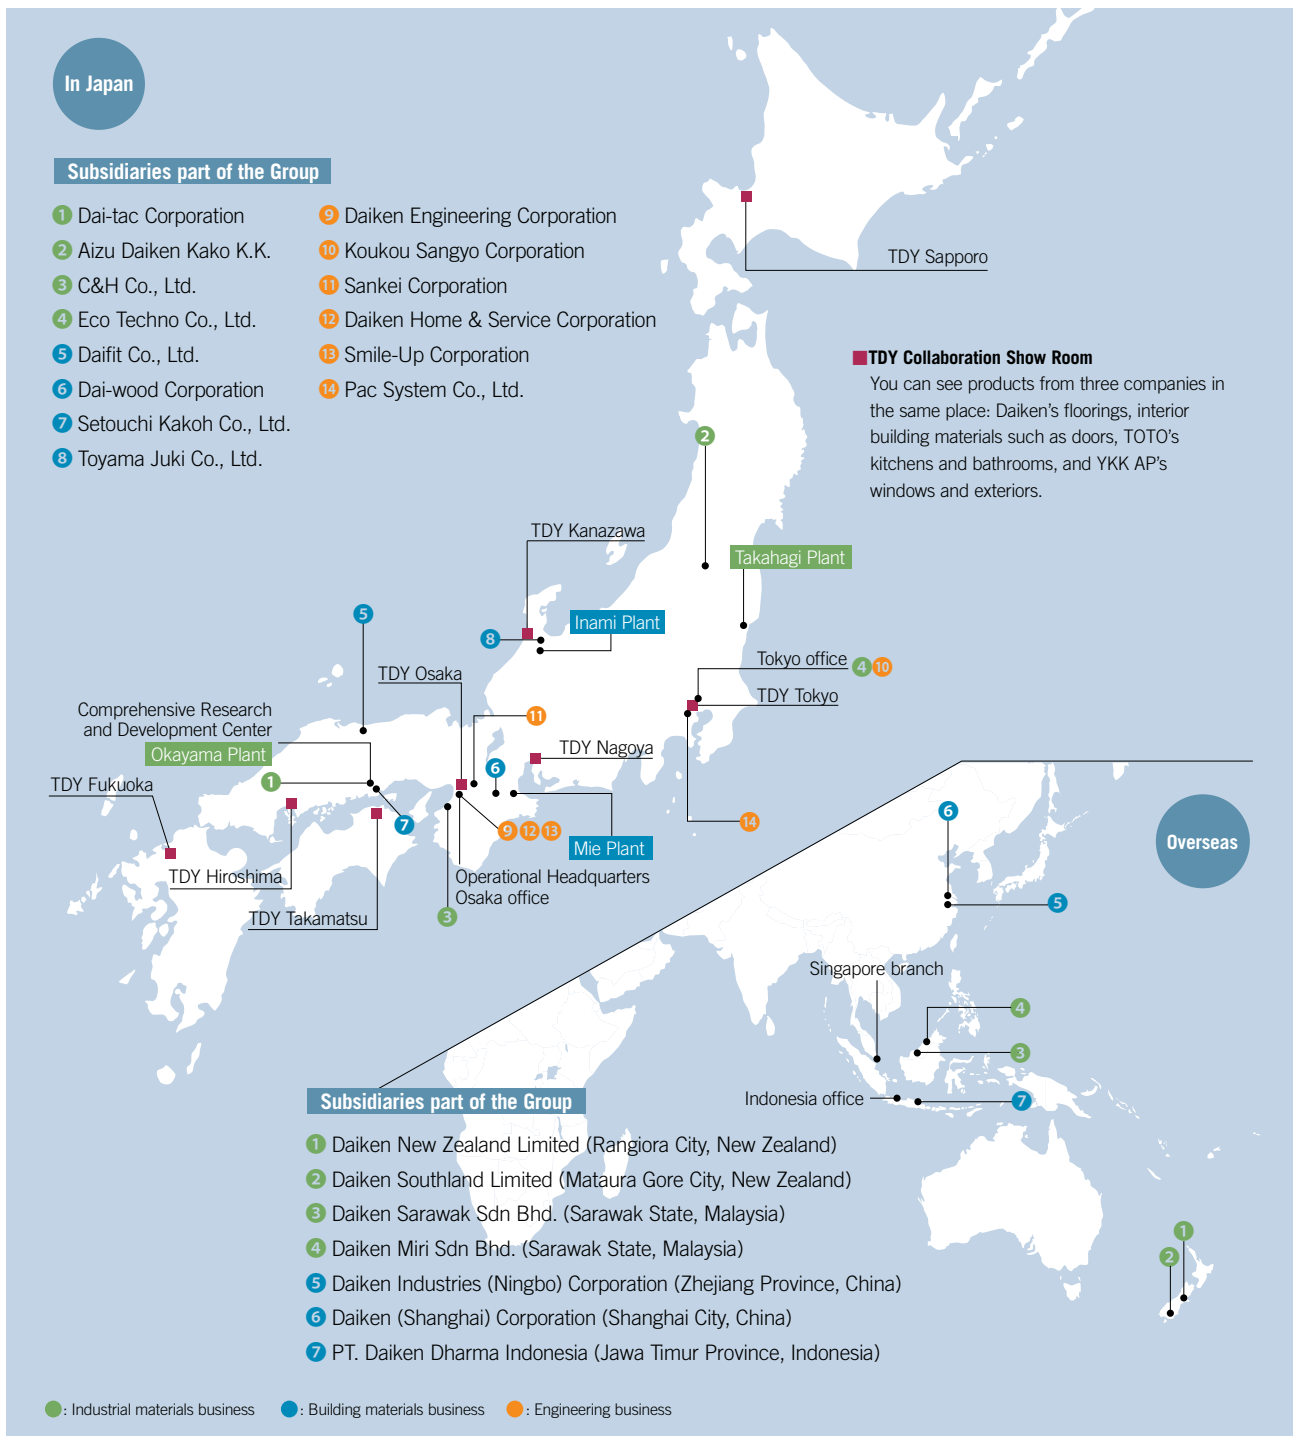 In Japan
Subsidiaries part of the Group
1 Dai-tac Corporation
2 Aizu Daiken Kako K.K.
3 C&H Co., Ltd.
4 Eco Techno Co., Ltd.
5 Daifit Co., Ltd.
6 Dai-wood Corporation
7 Setouchi Kakoh Co., Ltd.
8 Toyama Juki Co., Ltd.
9 Daiken Engineering Corporation
10 Koukou Sangyo Corporation
11 Sankei Corporation
12 Daiken Home & Service Corporation
13 Smile-Up Corporation
14 Pac System Co., Ltd.
TDY Sapporo
TDY Collaboration Show Room
You can see products from three companies in
the same place: Daiken's floorings, interior
building materials such as doors, TOTO's
kitchens and bathrooms, and YKK AP's
windows and exteriors.
2
TDY Kanazawa
Takahagi Plant
5
8
Inami Plant
Tokyo office 4 10
TDY Osaka
TDY Tokyo
Comprehensive Research
and Development Center
Okayama Plant
11
TDY Nagoya
6
1
TDY Fukuoka
7
9 12 13
14
Mie Plant
TDY Hiroshima
Operational Headquarters
Osaka office
TDY Takamatsu
3
Overseas
6
5
Singapore branch
4
3
Indonesia office
7
1
2
Subsidiaries part of the Group
1 Daiken New Zealand Limited (Rangiora City, New Zealand)
2 Daiken Southland Limited (Mataura Gore City, New Zealand)
3 Daiken Sarawak Sdn Bhd. (Sarawak State, Malaysia)
4 Daiken Miri Sdn Bhd. (Sarawak State, Malaysia)
5 Daiken Industries (Ningbo) Corporation (Zhejiang Province, China)
6 Daiken (Shanghai) Corporation (Shanghai City, China)
7 PT. Daiken Dharma Indonesia (Jawa Timur Province, Indonesia)
: Industrial materials business
: Building materials business
: Engineering business